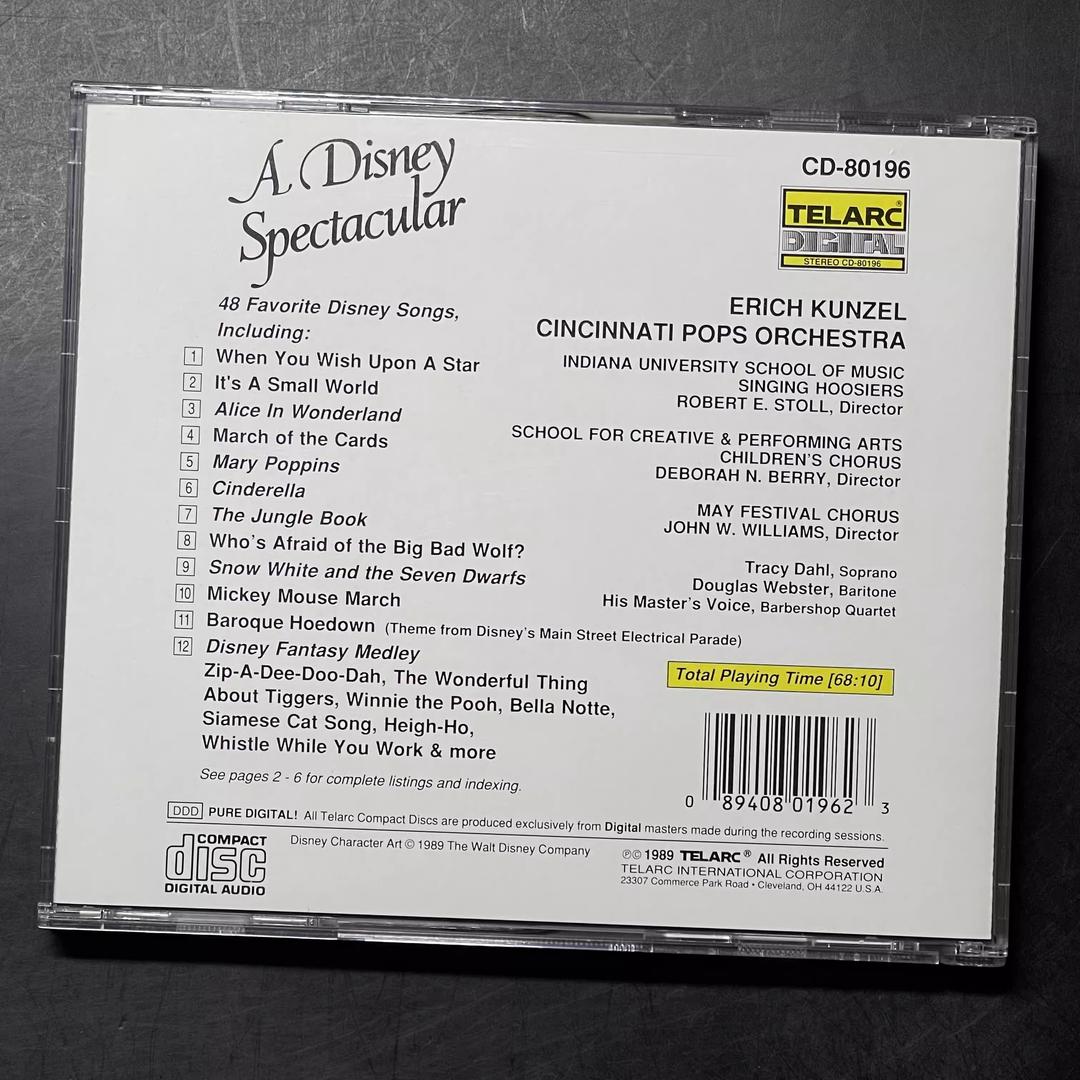 A Disney
Spectacular
48 Favorite Disney Songs,
Including:
1 When You Wish Upon A Star
2 It's A Small World
3 Alice In Wonderland
4 March of the Cards
5 Mary Poppins
6 Cinderella
7 The Jungle Book
8 Who's Afraid of the Big Bad Wolf?
9 Snow White and the Seven Dwarfs
10 Mickey Mouse March
11 Baroque Hoedown (Theme from Disney's Main Street Electrical Parade)
12 Disney Fantasy Medley
Zip-A-Dee-Doo-Dah, The Wonderful Thing
About Tiggers, Winnie the Pooh, Bella Notte,
Siamese Cat Song, Heigh-Ho,
Whistle While You Work & more
See pages 2 - 6 for complete listings and indexing.
CD-80196
TELARC®
DIGITAL
STEREO CD-80196
ERICH KUNZEL
CINCINNATI POPS ORCHESTRA
INDIANA UNIVERSITY SCHOOL OF MUSIC
SINGING HOOSIERS
ROBERT E. STOLL, Director
SCHOOL FOR CREATIVE & PERFORMING ARTS
CHILDREN'S CHORUS
DEBORAH N. BERRY, Director
MAY FESTIVAL CHORUS
JOHN W. WILLIAMS, Director
Tracy Dahl, Soprano
Douglas Webster, Baritone
His Master's Voice, Barbershop Quartet
Total Playing Time [68:10]
0 89408 01962 3
DDD PURE DIGITAL! All Telarc Compact Discs are produced exclusively from Digital masters made during the recording sessions.
COMPACT
disc
DIGITAL AUDIO
Disney Character Art © 1989 The Walt Disney Company
℗© 1989 TELARC® All Rights Reserved
TELARC INTERNATIONAL CORPORATION
23307 Commerce Park Road • Cleveland, OH 44122 U.S.A.